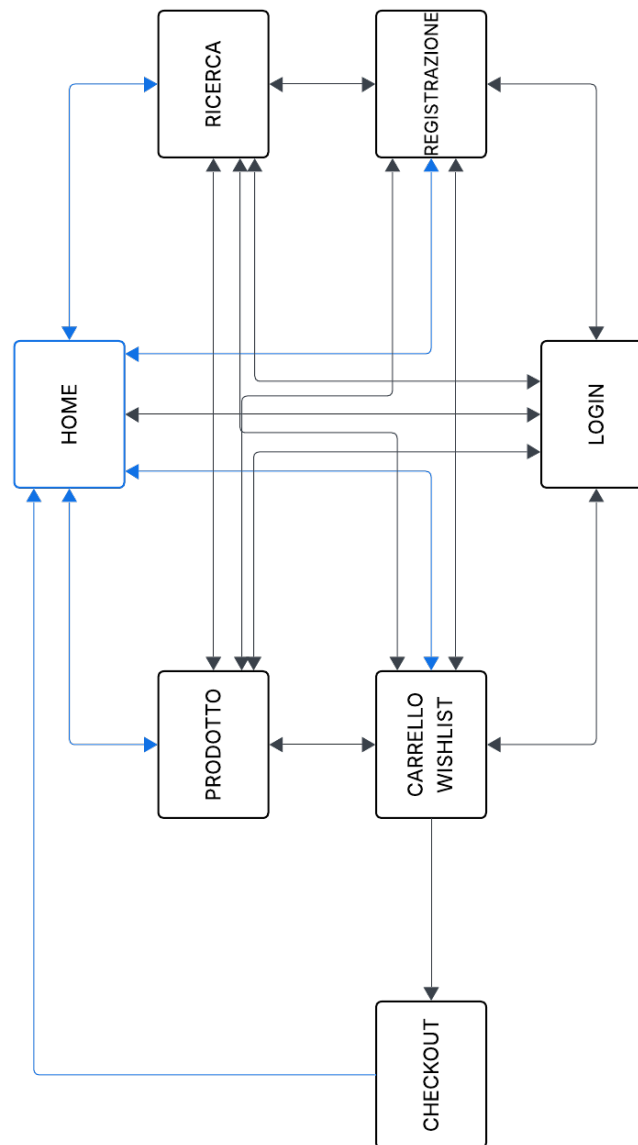 HOME
RICERCA
PRODOTTO
REGISTRAZIONE
CARRELLO
WISHLIST
CHECKOUT
LOGIN